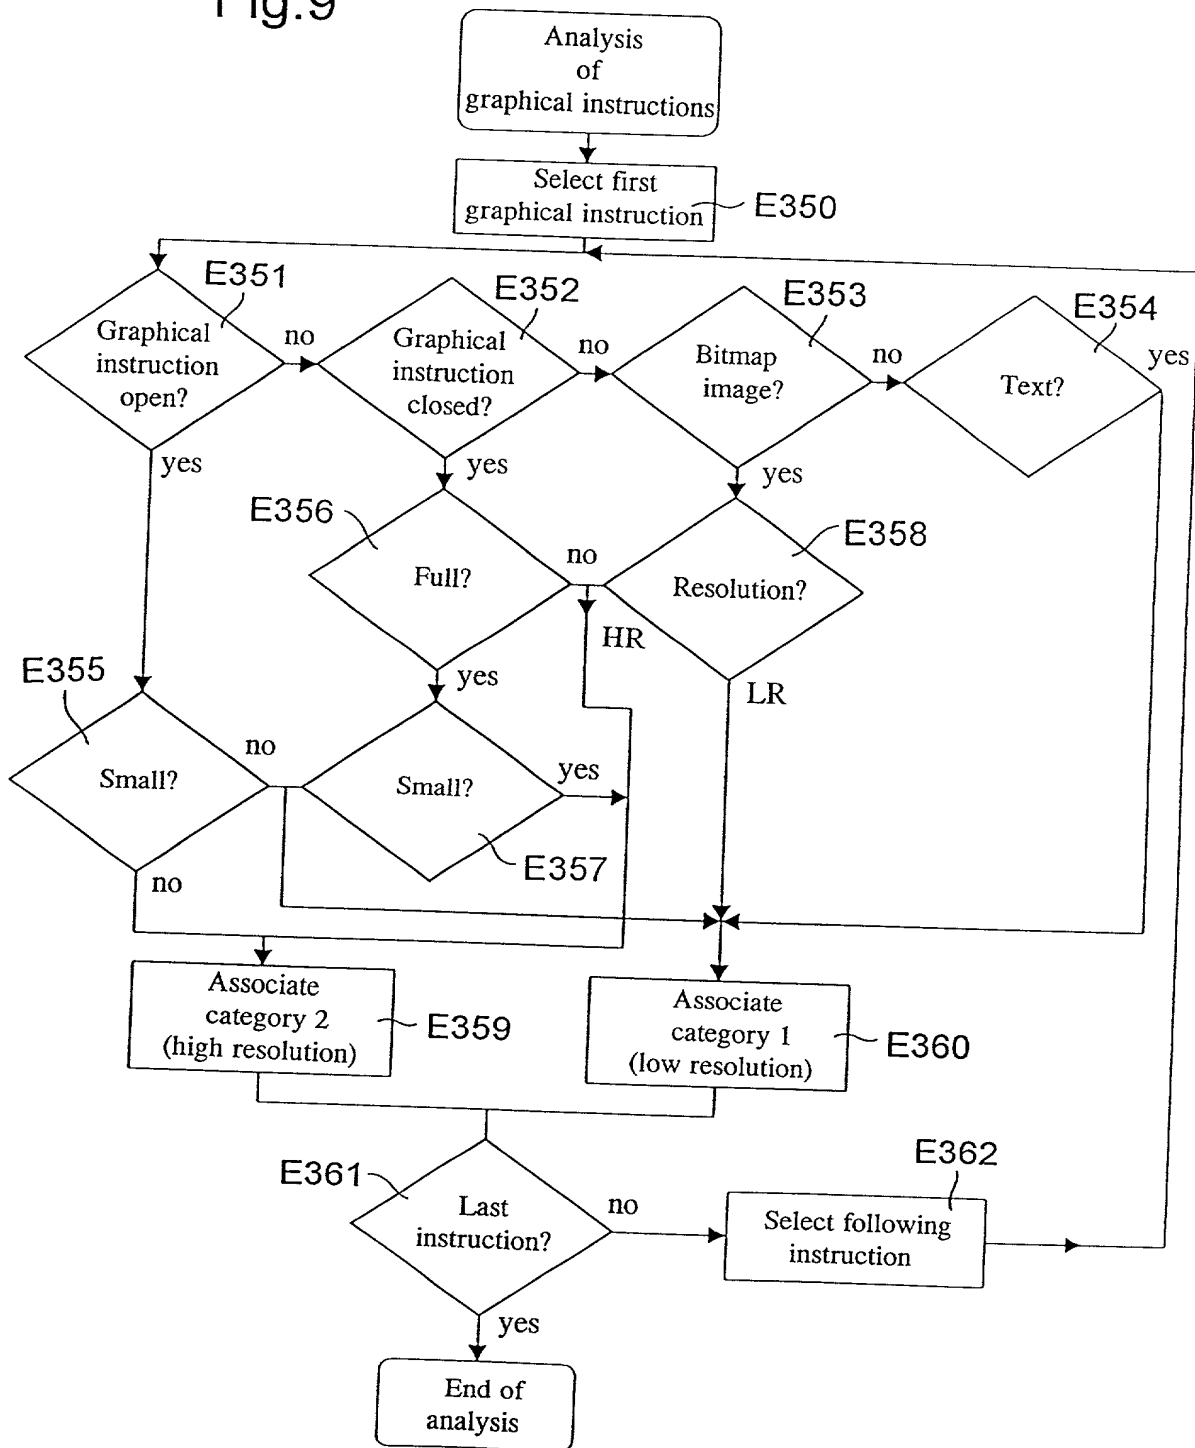 Fig.9
Analysis
of
graphical instructions
Select first
graphical instruction
E350
E351
E352
E353
E354
Graphical
instruction
open?
no
Graphical
instruction
closed?
no
Bitmap
image?
no
Text?
yes
yes
yes
yes
E356
Full?
no
E358
Resolution?
HR
LR
yes
E355
Small?
no
Small?
yes
E357
no
Associate
category 2
(high resolution)
E359
Associate
category 1
(low resolution)
E360
E361
Last
instruction?
no
E362
Select following
instruction
yes
End of
analysis